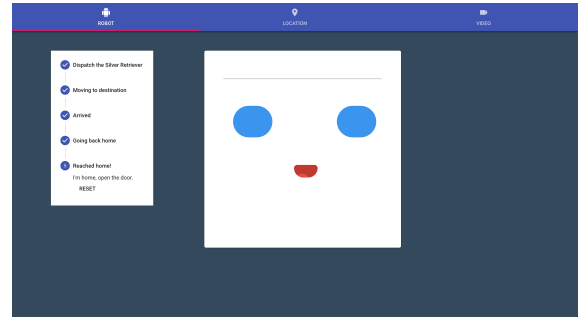 ROBOT
LOCATION
VIDEO
Dispatch the Silver Retriever
Moving to destination
Arrived
Going back home
5 Reached home!
I'm home, open the door.
RESET